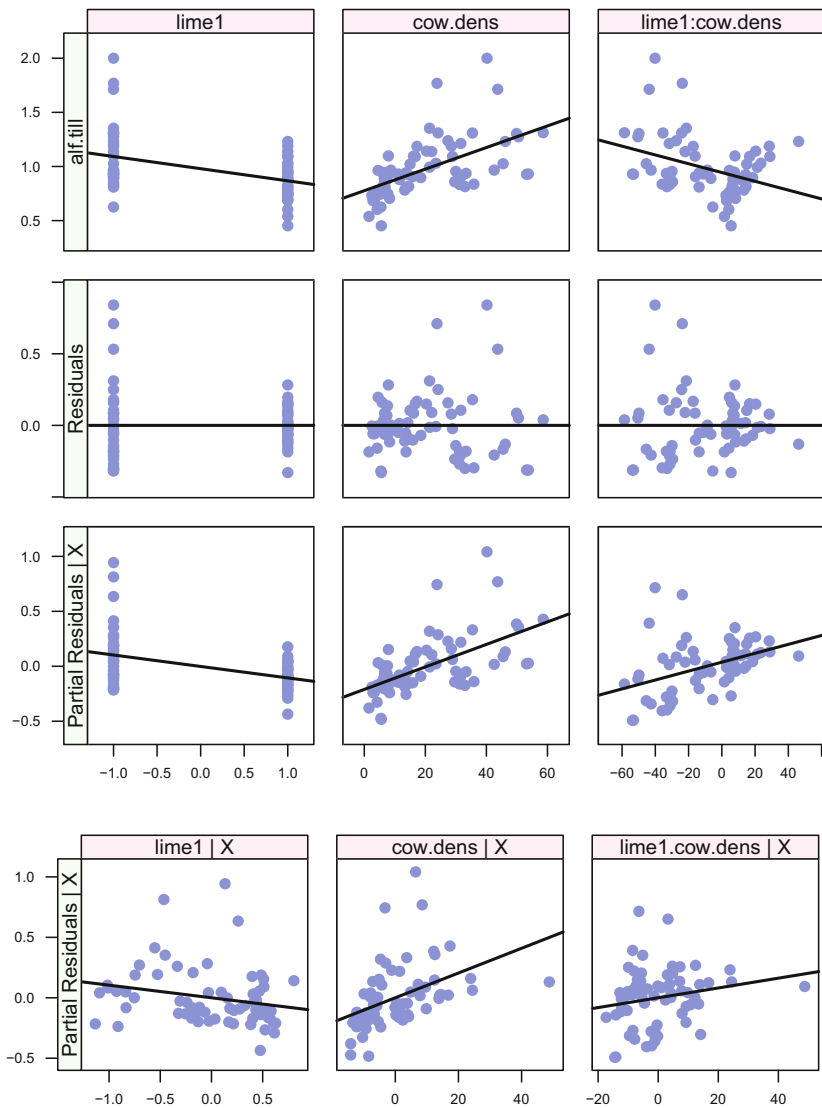 lime1 cow.dens lime1:cow.dens
alf.till
2.0
1.5
1.0
0.5
Residuals
0.5
0.0
Partial Residuals | X
1.0
0.5
0.0
−0.5
−1.0 −0.5 0.0 0.5 1.0 0 20 40 60 −60 −40 −20 0 20 40
lime1 | X cow.dens | X lime1.cow.dens | X
Partial Residuals | X
1.0
0.5
0.0
−0.5
−1.0 −0.5 0.0 0.5 0 20 40 −20 0 20 40